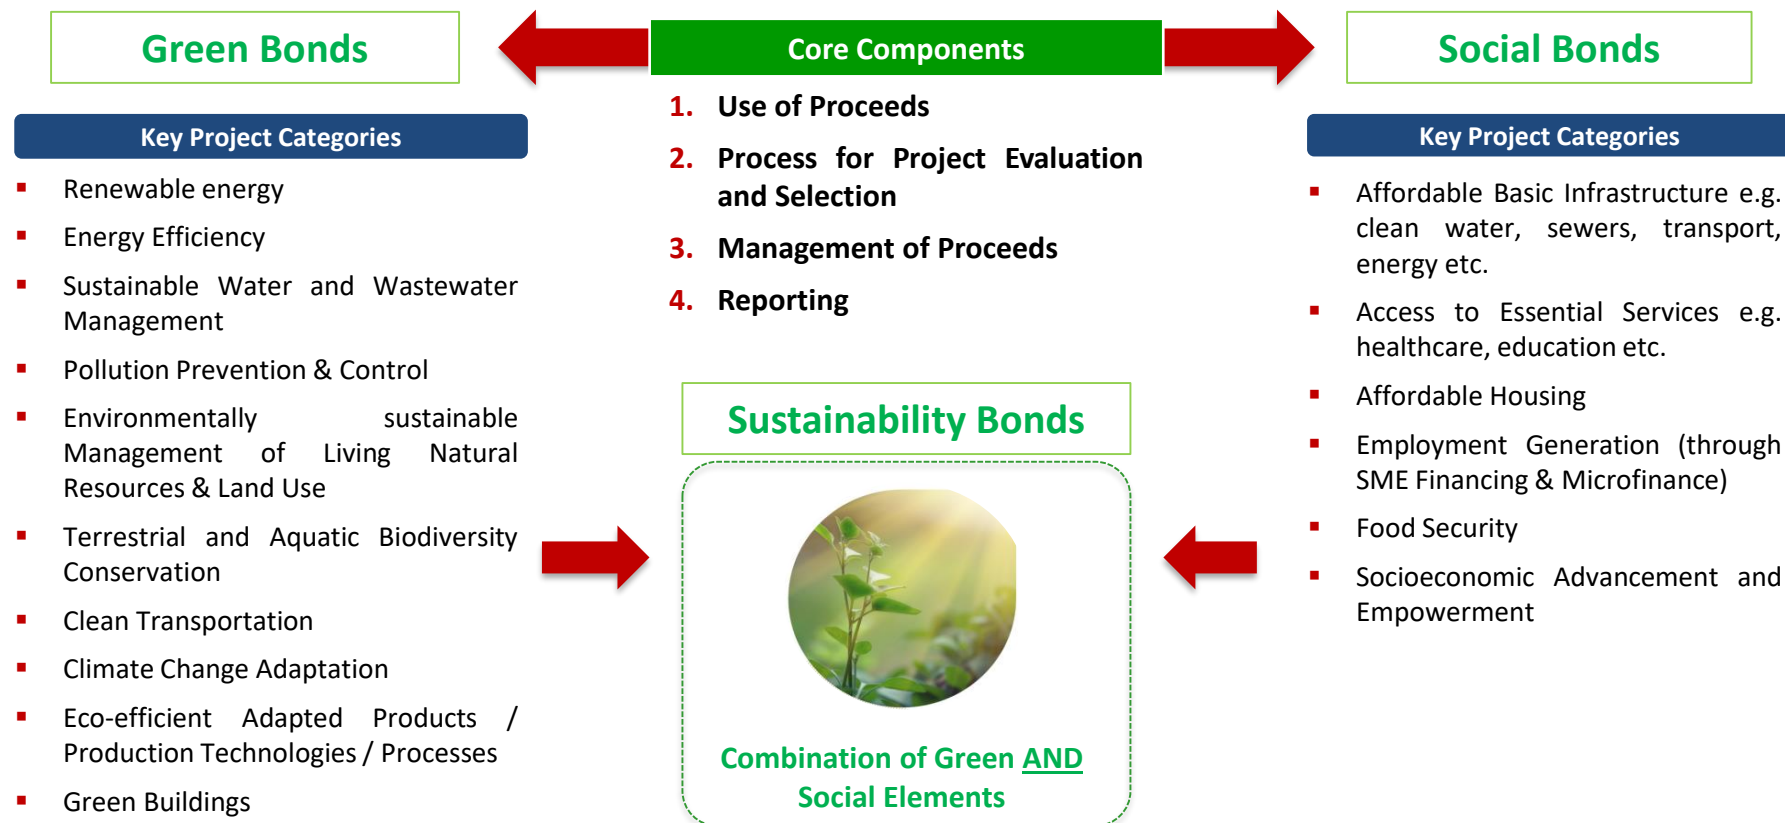 Green Bonds
Key Project Categories
Renewable energy
Energy Efficiency
Sustainable Water and Wastewater
Management
Pollution Prevention & Control
Environmentally sustainable
Management of Living Natural
Resources & Land Use
Terrestrial and Aquatic Biodiversity
Conservation
Clean Transportation
Climate Change Adaptation
Eco-efficient Adapted Products /
Production Technologies / Processes
Green Buildings
Core Components
1. Use of Proceeds
2. Process for Project Evaluation
and Selection
3. Management of Proceeds
4. Reporting
Sustainability Bonds
Combination of Green AND
Social Elements
Social Bonds
Key Project Categories
Affordable Basic Infrastructure e.g.
clean water, sewers, transport,
energy etc.
Access to Essential Services e.g.
healthcare, education etc.
Affordable Housing
Employment Generation (through
SME Financing & Microfinance)
Food Security
Socioeconomic Advancement and
Empowerment